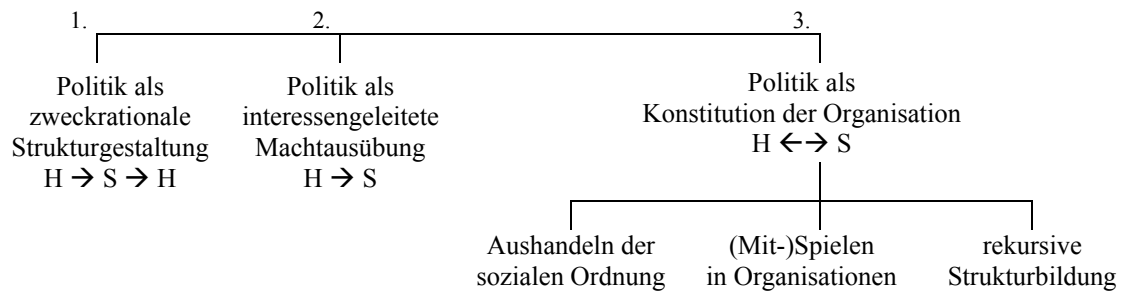 1.
Politik als
zweckrationale
Strukturgestaltung
H → S → H
2.
Politik als
interessengeleitete
Machtausübung
H → S
3.
Politik als
Konstitution der Organisation
H ←→ S
Aushandeln der
sozialen Ordnung
(Mit-)Spielen
in Organisationen
rekursive
Strukturbildung